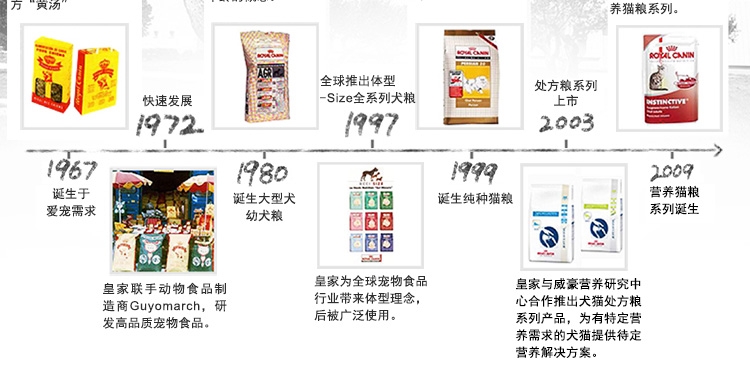 方“黄汤”
养猫粮系列。
ROYAL CANIN
AGR
快速发展
1972
全球推出体型
-Size全系列犬粮
1997
ROYAL CANIN
PERSIAN 30
处方粮系列
上市
2003
ROYAL CANIN
INSTINCTIVE
1967
诞生于
爱宠需求
1980
诞生大型犬
幼犬粮
1999
诞生纯种猫粮
2009
营养猫粮
系列诞生
皇家联手动物食品制
造商Guyomarch，研
发高品质宠物食品。
皇家为全球宠物食品
行业带来体型理念，
后被广泛使用。
皇家与威豪营养研究中
心合作推出犬猫处方粮
系列产品，为有特定营
养需求的犬猫提供待定
营养解决方案。